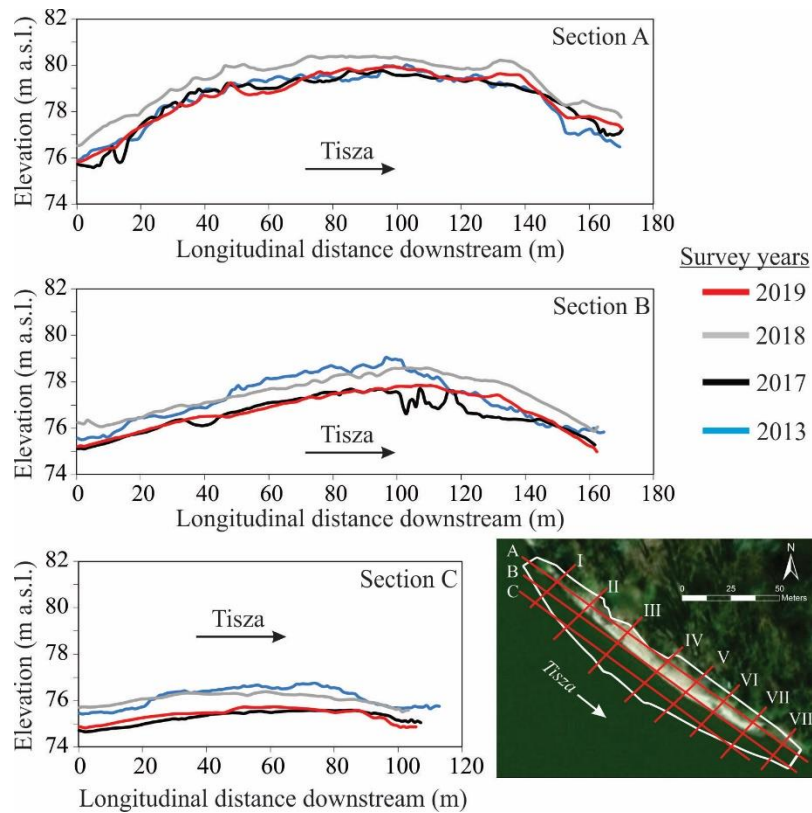 Section A
82
80
78
76
74
Elevation (m a.s.l.)
Tisza
0 20 40 60 80 100 120 140 160 180
Longitudinal distance downstream (m)
Section B
82
80
78
76
74
Elevation (m a.s.l.)
Tisza
0 20 40 60 80 100 120 140 160 180
Longitudinal distance downstream (m)
Survey years
2019
2018
2017
2013
Section C
82
80
78
76
74
Elevation (m a.s.l.)
Tisza
0 20 40 60 80 100 113
Longitudinal distance downstream (m)
A
B
C
I
II
III
IV
V
VI
VII
VII
N
0 25 50
Meters
Tisza